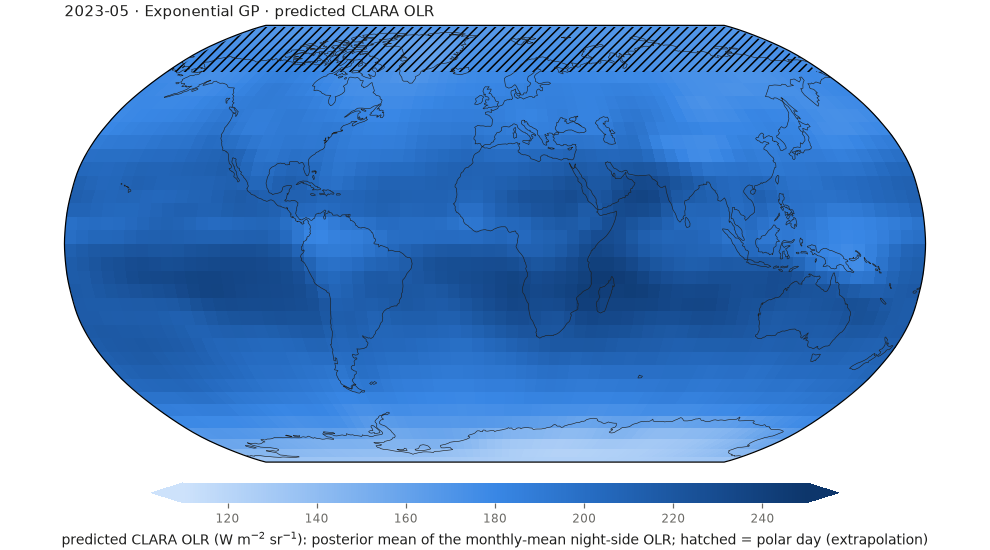 2023-05 · Exponential GP · predicted CLARA OLR
120 140 160 180 200 220 240
predicted CLARA OLR (W m⁻² sr⁻¹): posterior mean of the monthly-mean night-side OLR; hatched = polar day (extrapolation)